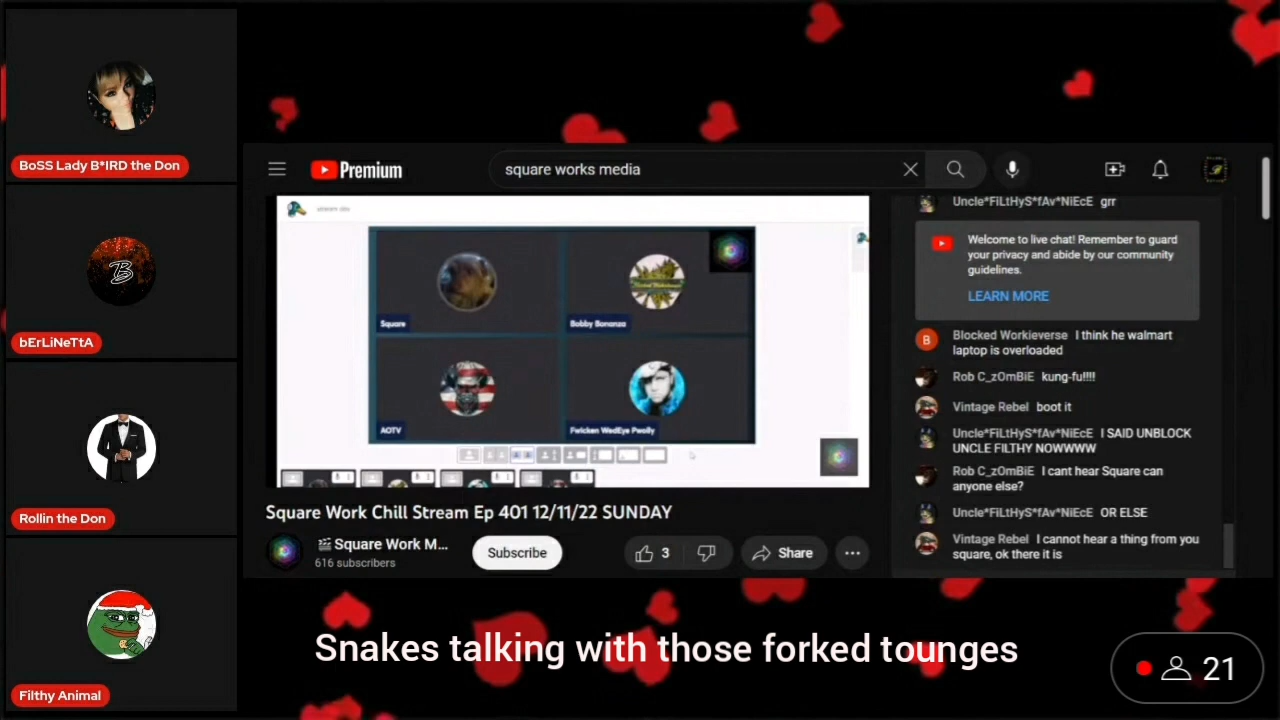 BoSS Lady B*IRD the Don
bErLiNeTtA
B
Rollin the Don
Filthy Animal
Premium
square works media
Square
Bobby Bonanza
AOTV
Square Work Chill Stream Ep 401 12/11/22 SUNDAY
Square Work M...
616 subscribers
Subscribe
3
Share
Uncle*FiLtHyS*fAv*NiEcE grr
Welcome to live chat! Remember to guard
your privacy and abide by our community
guidelines.
LEARN MORE
B
Blocked Workieverse I think he walmart
laptop is overloaded
Rob C_zOmBiE kung-fu!!!!
Vintage Rebel boot it
Uncle*FiLtHyS*fAv*NiEcE I SAID UNBLOCK
UNCLE FILTHY NOWWWW
Rob C_zOmBiE I cant hear Square can
anyone else?
Uncle*FiLtHyS*fAv*NiEcE OR ELSE
Vintage Rebel I cannot hear a thing from you
square, ok there it is
Snakes talking with those forked tounges
21